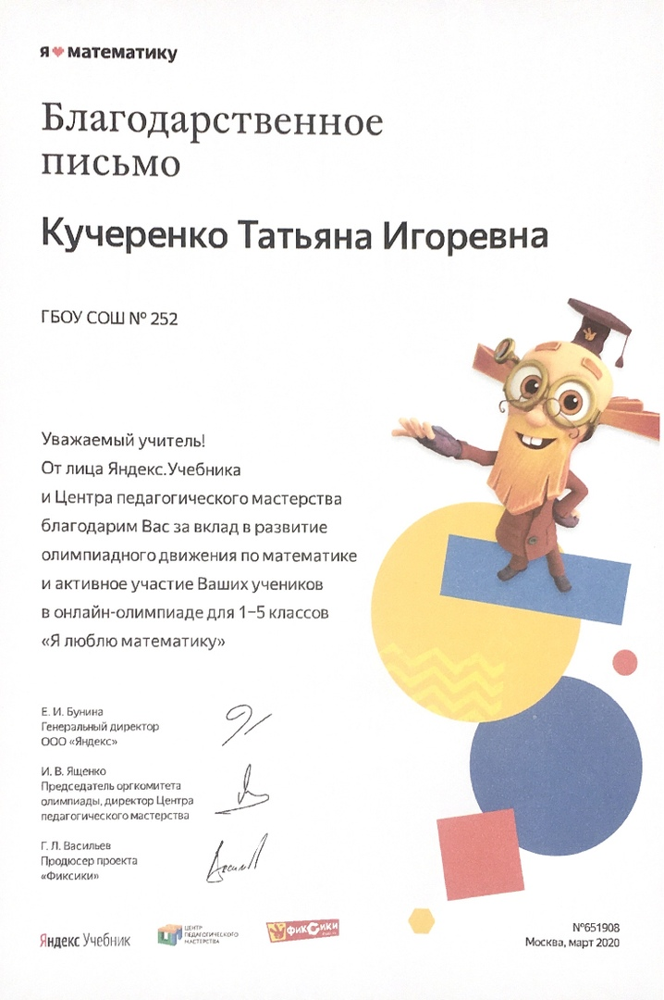 я математику
Благодарственное
письмо
Кучеренко Татьяна Игоревна
ГБОУ СОШ № 252
Уважаемый учитель!
От лица Яндекс.Учебника
и Центра педагогического мастерства
благодарим Вас за вклад в развитие
олимпиадного движения по математике
и активное участие Ваших учеников
в онлайн-олимпиаде для 1–5 классов
«Я люблю математику»
Е. И. Бунина
Генеральный директор
ООО «Яндекс»
И. В. Ященко
Председатель оргкомитета
олимпиады, директор Центра
педагогического мастерства
Г. Л. Васильев
Продюсер проекта
«Фиксики»
Яндекс Учебник
ЦЕНТР
ПЕДАГОГИЧЕСКОГО
МАСТЕРСТВА
ФИКСИКИ
№651908
Москва, март 2020